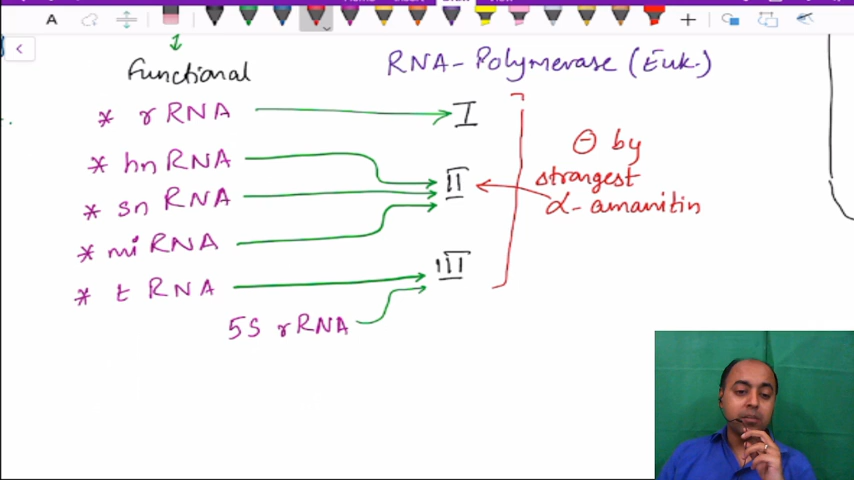 Functional
RNA-Polymerase (Euk.)
* rRNA
I
* hnRNA
* snRNA
II
* miRNA
* tRNA
III
5S rRNA
⊖ by
strongest
α-amanitin